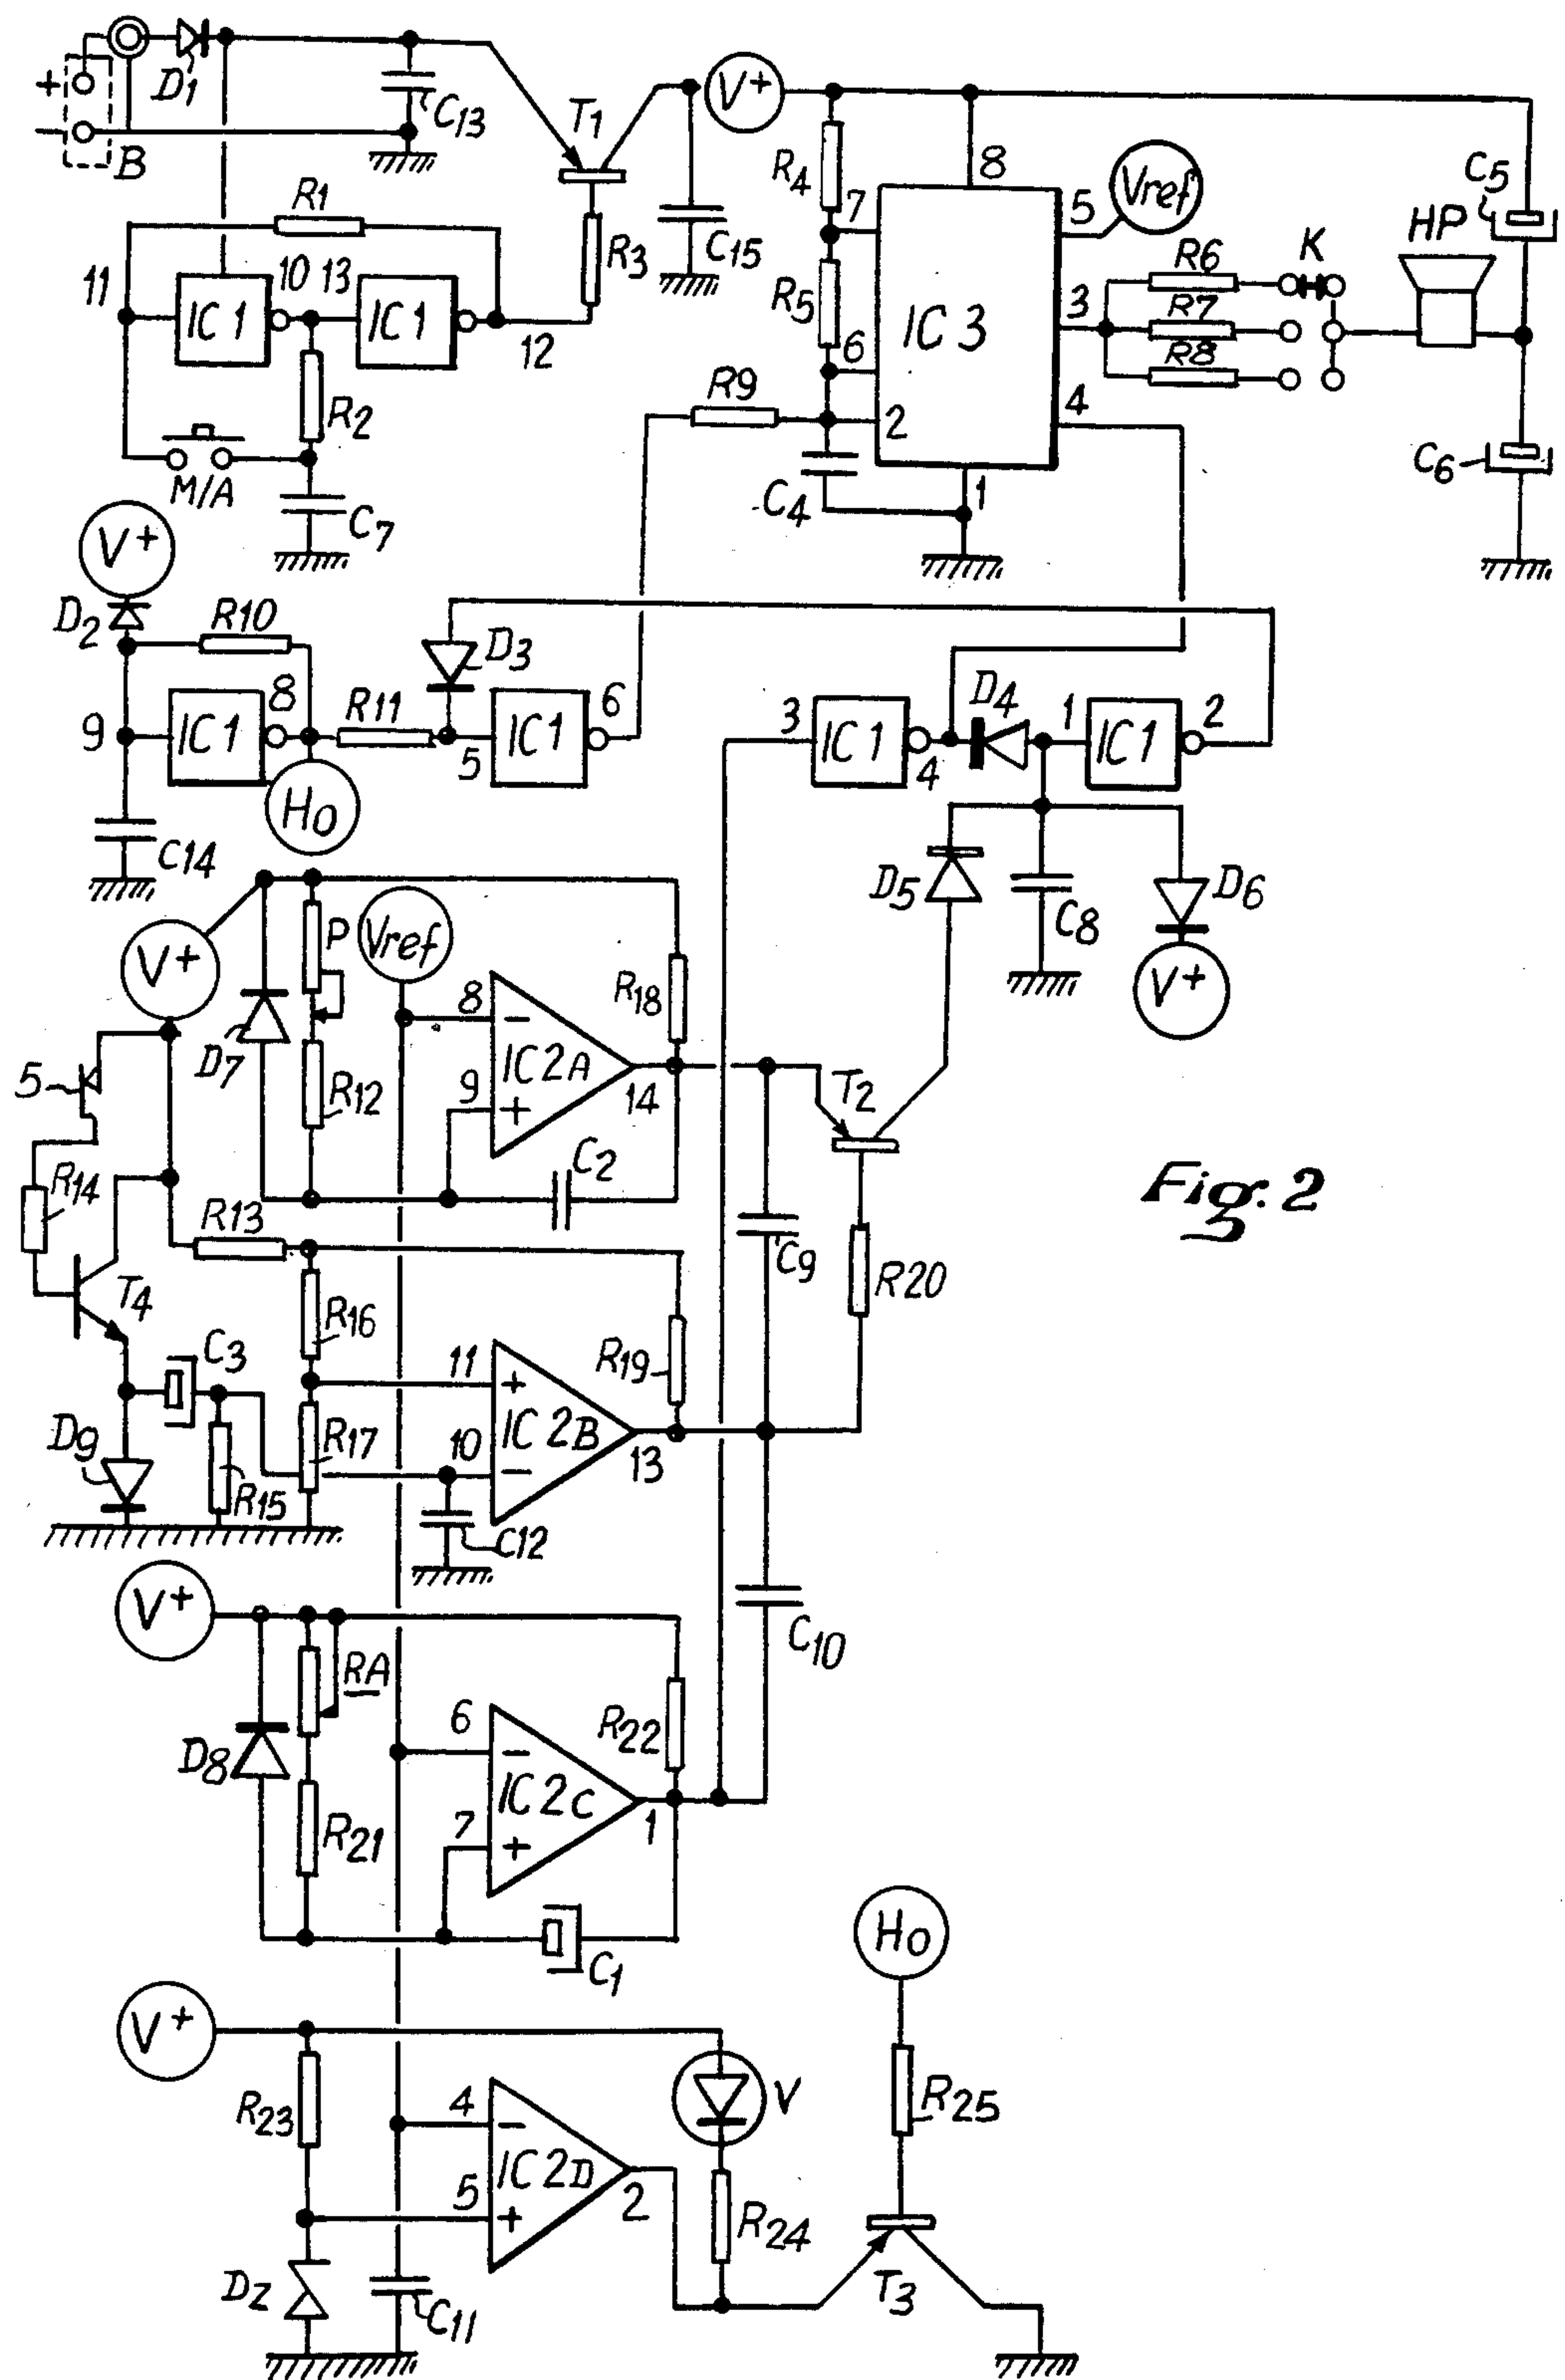 + D1 C13 T1 V+ R4 8 5 Vref C5
- B 7 HP
R1 R3 C15 R6 K
11 10 13 R5 IC3 3 R7
IC1 IC1 12 6 R8
R2 R9 2 4
M/A C7 C4 1 C6
V+
D2 R10 D3
9 8 R11 6 3 D4 1 2
IC1 5 IC1 IC1 4 IC1
Ho
C14 D5 C8 D6
V+ P Vref R18 V+
8 -
5 D7 R12 IC2A 14 T2
9 +
R14 C2 Fig. 2
R13 C9 R20
T4 R16
C3 11 + R19
D9 R17 IC2B 13
R15 10 -
C12
V+ C10
RA
6 - R22
D8 IC2C 1
R21 7 +
C1 Ho
V+
R23 4 - V R25
IC2D 2
5 + R24
DZ C11 T3